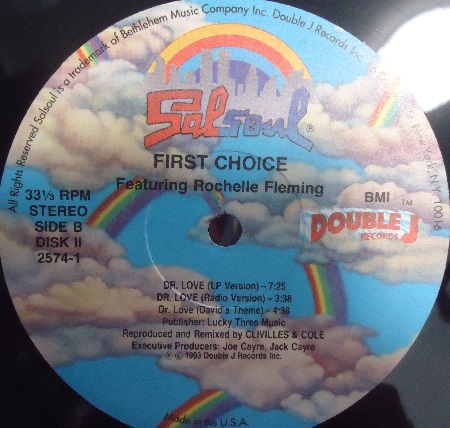 All Rights Reserved Salsoul is a trademark of Bethlehem Music Company Inc. Double J Records Inc.
New York, N.Y. 10016
Salsoul®
FIRST CHOICE
Featuring Rochelle Fleming
33⅓ RPM
STEREO
SIDE B
DISK II
2574-1
BMI
DOUBLE J™
RECORDS
DR. LOVE (LP Version) – 7:25
DR. LOVE (Radio Version) – 3:38
Dr. Love (David's Theme) – 4:38
Publisher: Lucky Three Music
Reproduced and Remixed by CLIVILLES & COLE
Executive Producers: Joe Cayre, Jack Cayre
℗ © 1993 Double J Records Inc.
Made in the U.S.A.